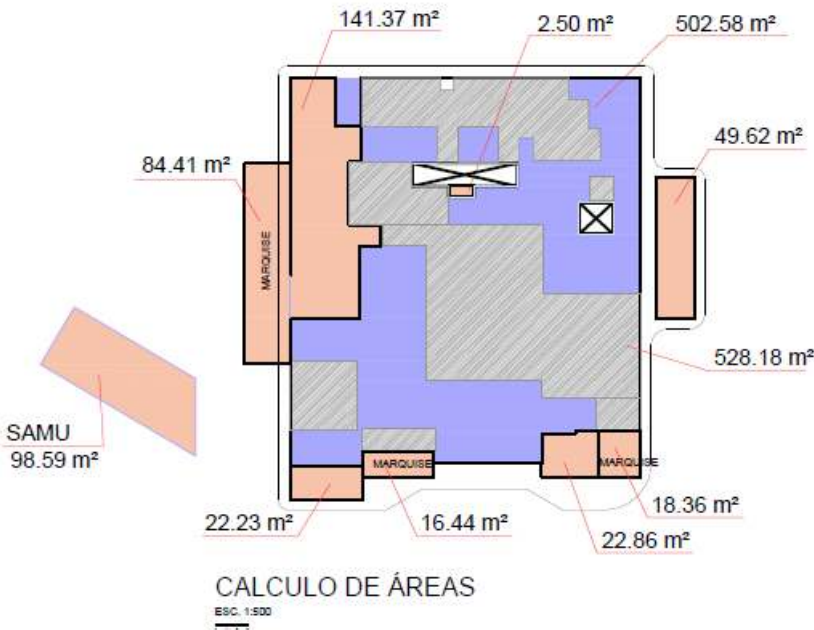 141.37 m²
2.50 m²
502.58 m²
49.62 m²
84.41 m²
MARQUISE
528.18 m²
SAMU
98.59 m²
MARQUISE
MARQUISE
18.36 m²
22.23 m²
16.44 m²
22.86 m²
CALCULO DE ÁREAS
ESC. 1:500